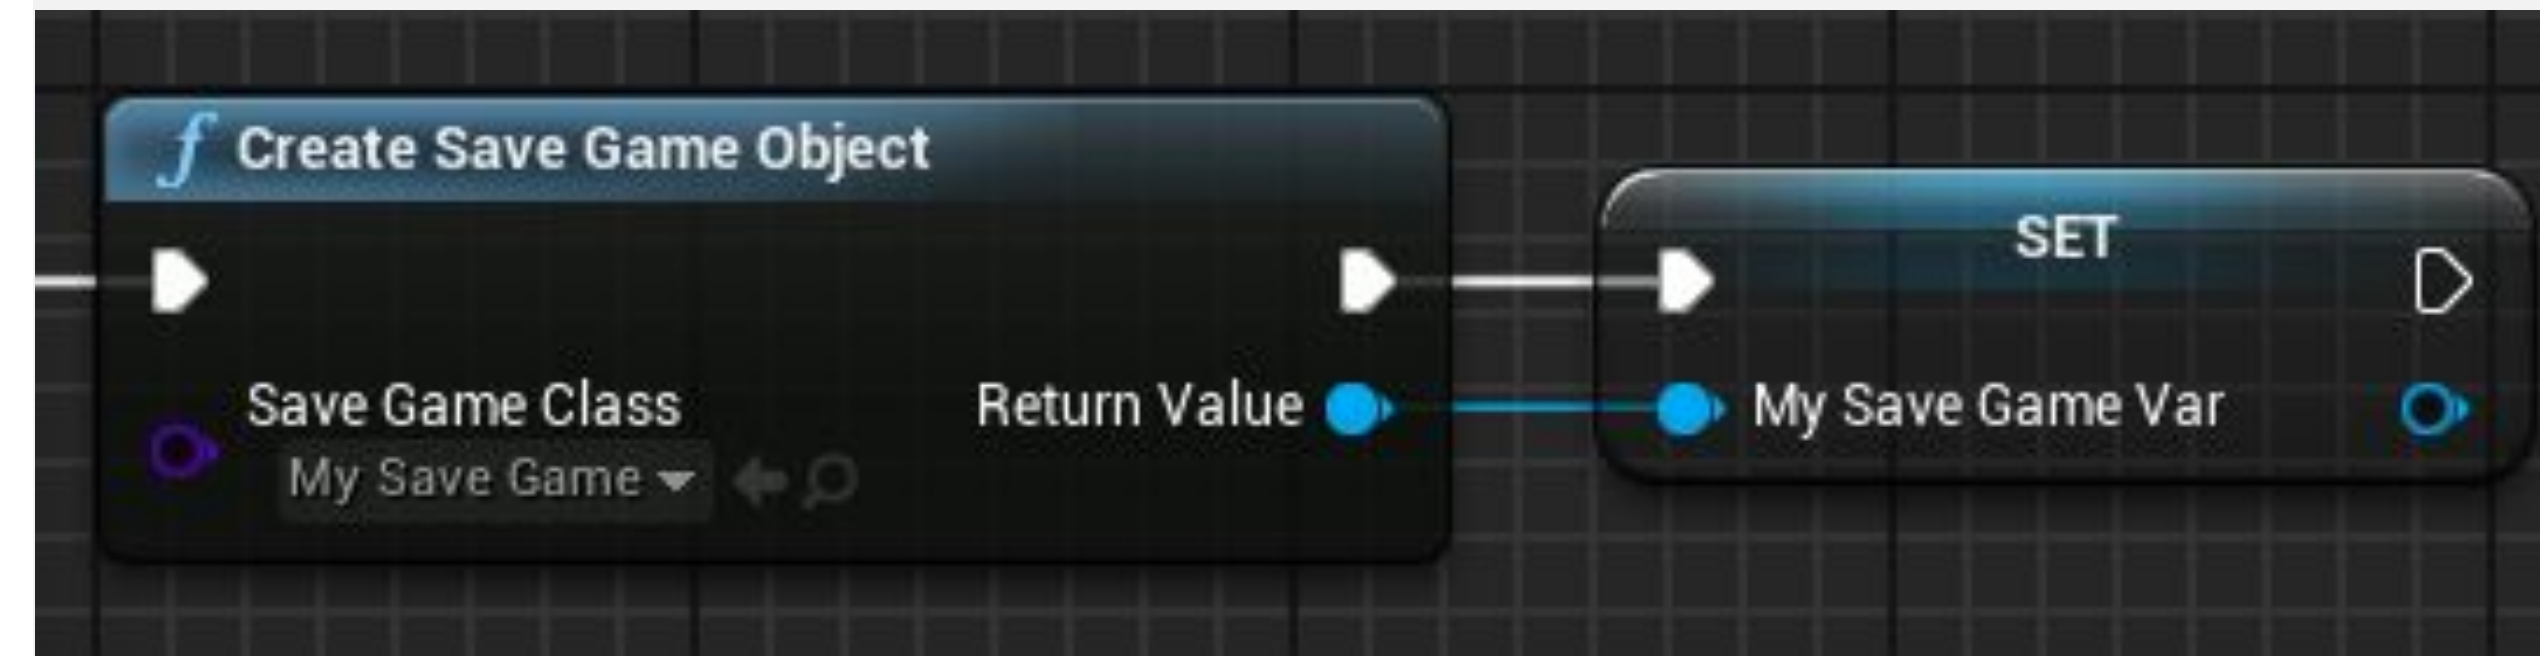 f Create Save Game Object
SET
Save Game Class
My Save Game
Return Value
My Save Game Var